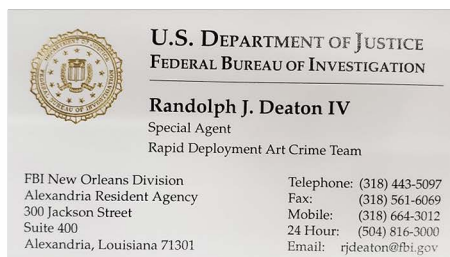 U.S. DEPARTMENT OF JUSTICE
FEDERAL BUREAU OF INVESTIGATION
Randolph J. Deaton IV
Special Agent
Rapid Deployment Art Crime Team
FBI New Orleans Division
Alexandria Resident Agency
300 Jackson Street
Suite 400
Alexandria, Louisiana 71301
Telephone: (318) 443-5097
Fax: (318) 561-6069
Mobile: (318) 664-3012
24 Hour: (504) 816-3000
Email: rjdeaton@fbi.gov